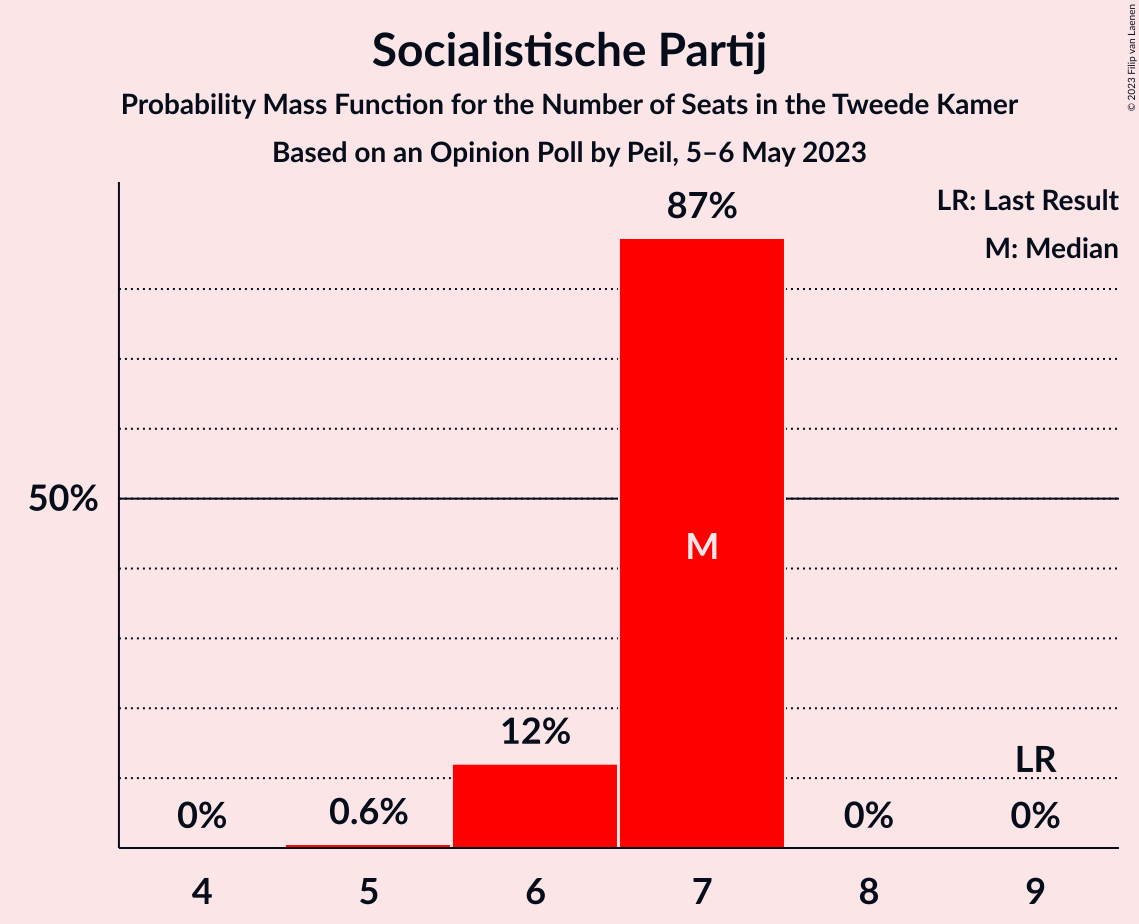 Socialistische Partij
Probability Mass Function for the Number of Seats in the Tweede Kamer
Based on an Opinion Poll by Peil, 5–6 May 2023
© 2023 Filip van Laenen
LR: Last Result
M: Median
87%
50%
M
12%
LR
0%
0.6%
0%
0%
4
5
6
7
8
9